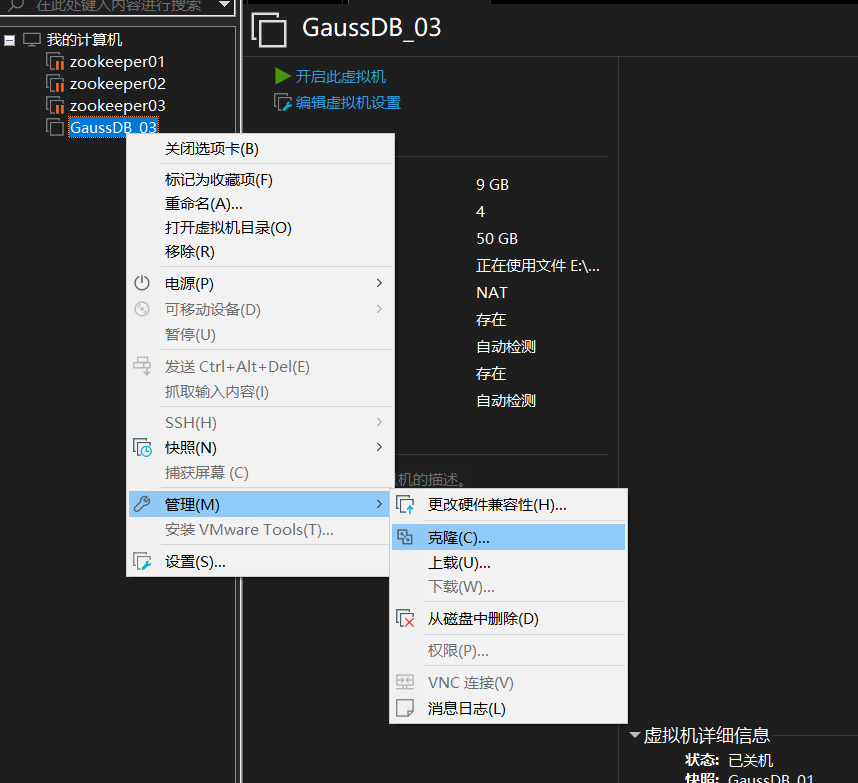 在此处键入内容进行搜索
我的计算机
zookeeper01
zookeeper02
zookeeper03
GaussDB_03
GaussDB_03
开启此虚拟机
编辑虚拟机设置
9 GB
4
50 GB
正在使用文件 E:\...
NAT
存在
自动检测
存在
自动检测
机的描述。
关闭选项卡(B)
标记为收藏项(F)
重命名(A)...
打开虚拟机目录(O)
移除(R)
电源(P)
可移动设备(D)
暂停(U)
发送 Ctrl+Alt+Del(E)
抓取输入内容(I)
SSH(H)
快照(N)
捕获屏幕 (C)
管理(M)
安装 VMware Tools(T)...
设置(S)...
更改硬件兼容性(H)...
克隆(C)...
上载(U)...
下载(W)...
从磁盘中删除(D)
权限(P)...
VNC 连接(V)
消息日志(L)
虚拟机详细信息
状态: 已关机
快照: GaussDB_01